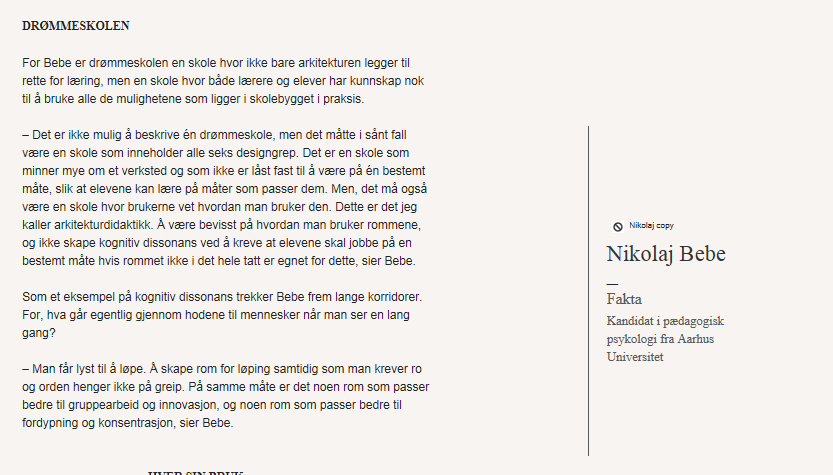 DRØMMESKOLEN
For Bebe er drømmeskolen en skole hvor ikke bare arkitekturen legger til
rette for læring, men en skole hvor både lærere og elever har kunnskap nok
til å bruke alle de mulighetene som ligger i skolebygget i praksis.
– Det er ikke mulig å beskrive én drømmeskole, men det måtte i sånt fall
være en skole som inneholder alle seks designgrep. Det er en skole som
minner mye om et verksted og som ikke er låst fast til å være på én bestemt
måte, slik at elevene kan lære på måter som passer dem. Men, det må også
være en skole hvor brukerne vet hvordan man bruker den. Dette er det jeg
kaller arkitekturdidaktikk. Å være bevisst på hvordan man bruker rommene,
og ikke skape kognitiv dissonans ved å kreve at elevene skal jobbe på en
bestemt måte hvis rommet ikke i det hele tatt er egnet for dette, sier Bebe.
Som et eksempel på kognitiv dissonans trekker Bebe frem lange korridorer.
For, hva går egentlig gjennom hodene til mennesker når man ser en lang
gang?
– Man får lyst til å løpe. Å skape rom for løping samtidig som man krever ro
og orden henger ikke på greip. På samme måte er det noen rom som passer
bedre til gruppearbeid og innovasjon, og noen rom som passer bedre til
fordypning og konsentrasjon, sier Bebe.
HVER SIN BRUK
Nikolaj copy
Nikolaj Bebe
Fakta
Kandidat i pædagogisk
psykologi fra Aarhus
Universitet